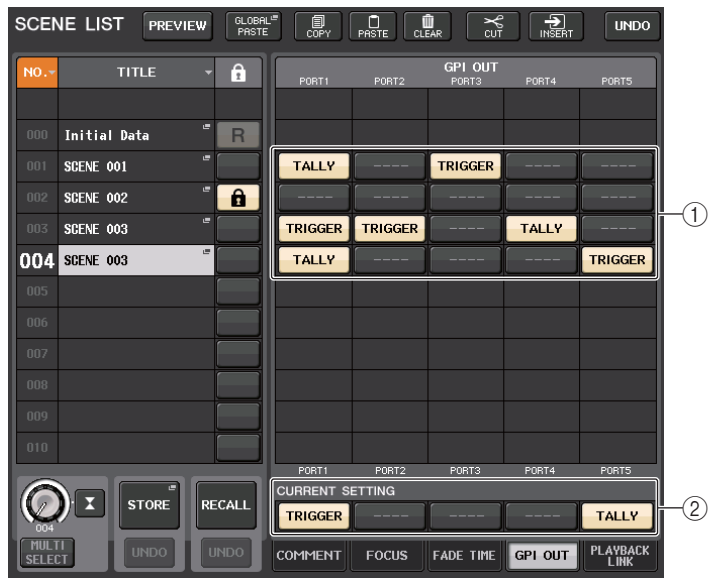 SCENE LIST PREVIEW GLOBAL PASTE COPY PASTE CLEAR CUT INSERT UNDO
NO. TITLE GPI OUT
PORT1 PORT2 PORT3 PORT4 PORT5
000 Initial Data R
001 SCENE 001 TALLY ---- TRIGGER ---- ----
002 SCENE 002 ---- ---- ---- ---- ----
003 SCENE 003 TRIGGER TRIGGER ---- TALLY ----
004 SCENE 003 TALLY ---- ---- ---- TRIGGER
①
005
006
007
008
009
010
PORT1 PORT2 PORT3 PORT4 PORT5
CURRENT SETTING
TRIGGER ---- ---- ---- TALLY
②
004 STORE RECALL
MULTI SELECT UNDO UNDO
COMMENT FOCUS FADE TIME GPI OUT PLAYBACK LINK